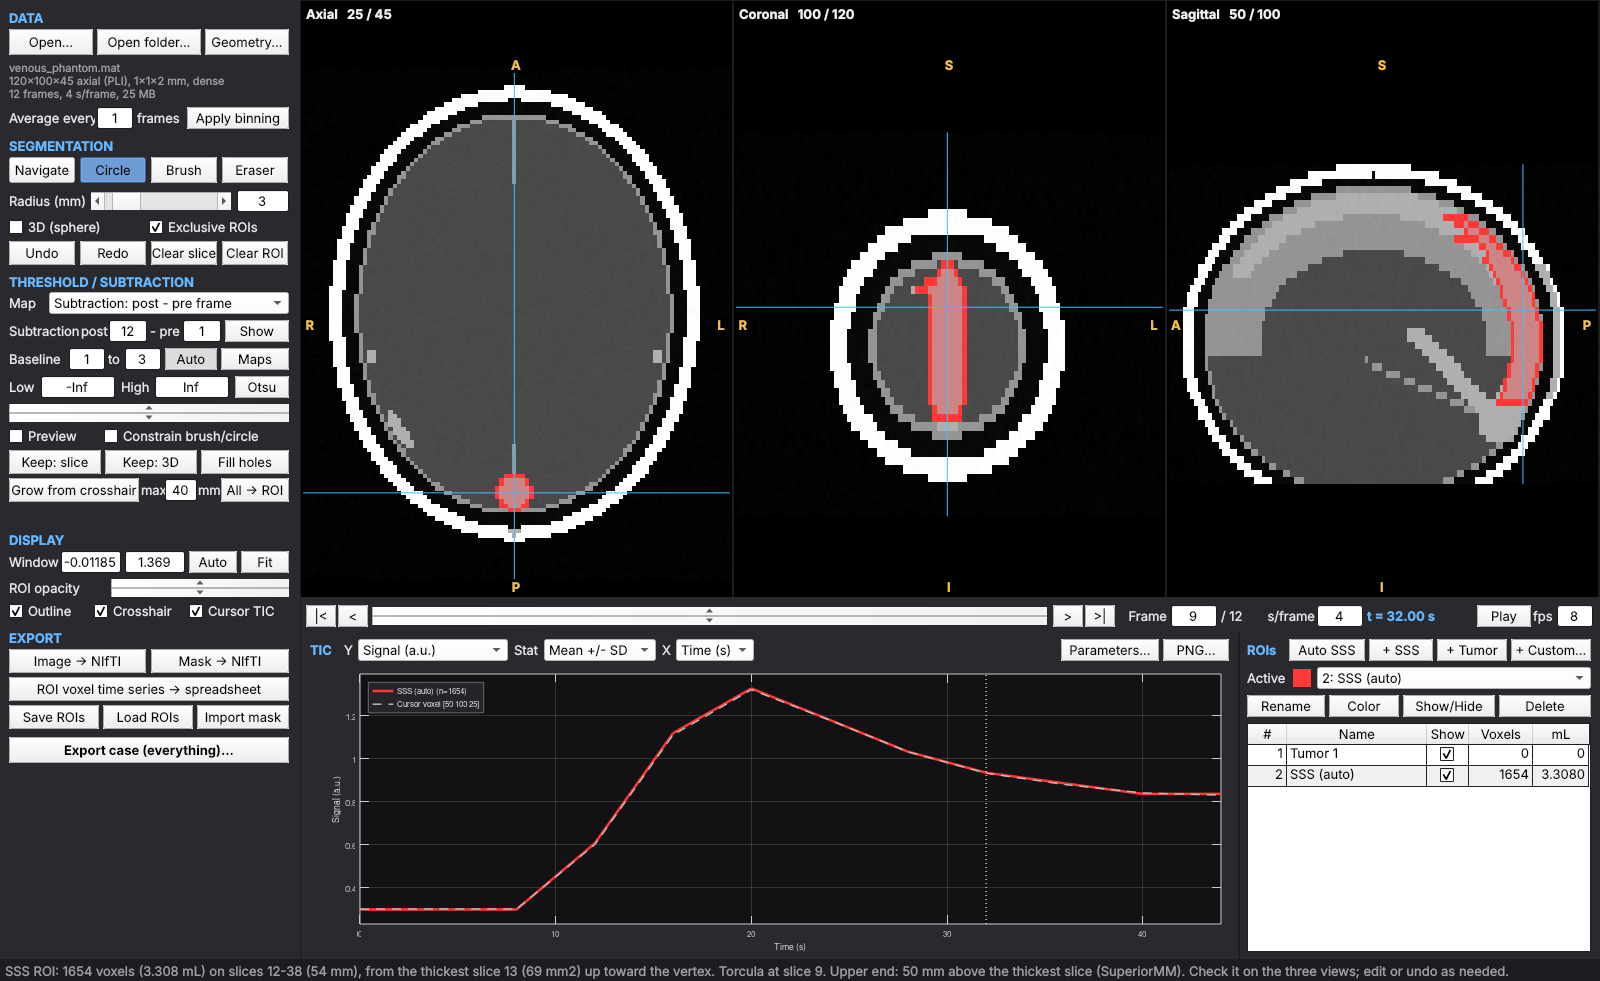 DATA
Open... Open folder... Geometry...
venous_phantom.mat
120×100×45 axial (PLI), 1×1×2 mm, dense
12 frames, 4 s/frame, 25 MB
Average every 1 frames Apply binning
SEGMENTATION
Navigate Circle Brush Eraser
Radius (mm) 3
3D (sphere) Exclusive ROIs
Undo Redo Clear slice Clear ROI
THRESHOLD / SUBTRACTION
Map Subtraction: post - pre frame
Subtraction post 12 - pre 1 Show
Baseline 1 to 3 Auto Maps
Low -Inf High Inf Otsu
Preview Constrain brush/circle
Keep: slice Keep: 3D Fill holes
Grow from crosshair max 40 mm All → ROI
DISPLAY
Window -0.01185 1.369 Auto Fit
ROI opacity
Outline Crosshair Cursor TIC
EXPORT
Image → NIfTI Mask → NIfTI
ROI voxel time series → spreadsheet
Save ROIs Load ROIs Import mask
Export case (everything)...
Axial 25 / 45
A
R L
P
Coronal 100 / 120
S
R L
I
Sagittal 50 / 100
S
A P
I
|< < > >| Frame 9 / 12 s/frame 4 t = 32.00 s Play fps 8
TIC Y Signal (a.u.) Stat Mean +/- SD X Time (s) Parameters... PNG...
SSS (auto) (n=1654)
Cursor voxel [50 100 25]
1.2
1
0.8
0.6
0.4
Signal (a.u.)
10 20 30 40
Time (s)
ROIs Auto SSS + SSS + Tumor + Custom...
Active 2: SSS (auto)
Rename Color Show/Hide Delete
# Name Show Voxels mL
1 Tumor 1 0 0
2 SSS (auto) 1654 3.3080
SSS ROI: 1654 voxels (3.308 mL) on slices 12-38 (54 mm), from the thickest slice 13 (69 mm2) up toward the vertex. Torcula at slice 9. Upper end: 50 mm above the thickest slice (SuperiorMM). Check it on the three views; edit or undo as needed.